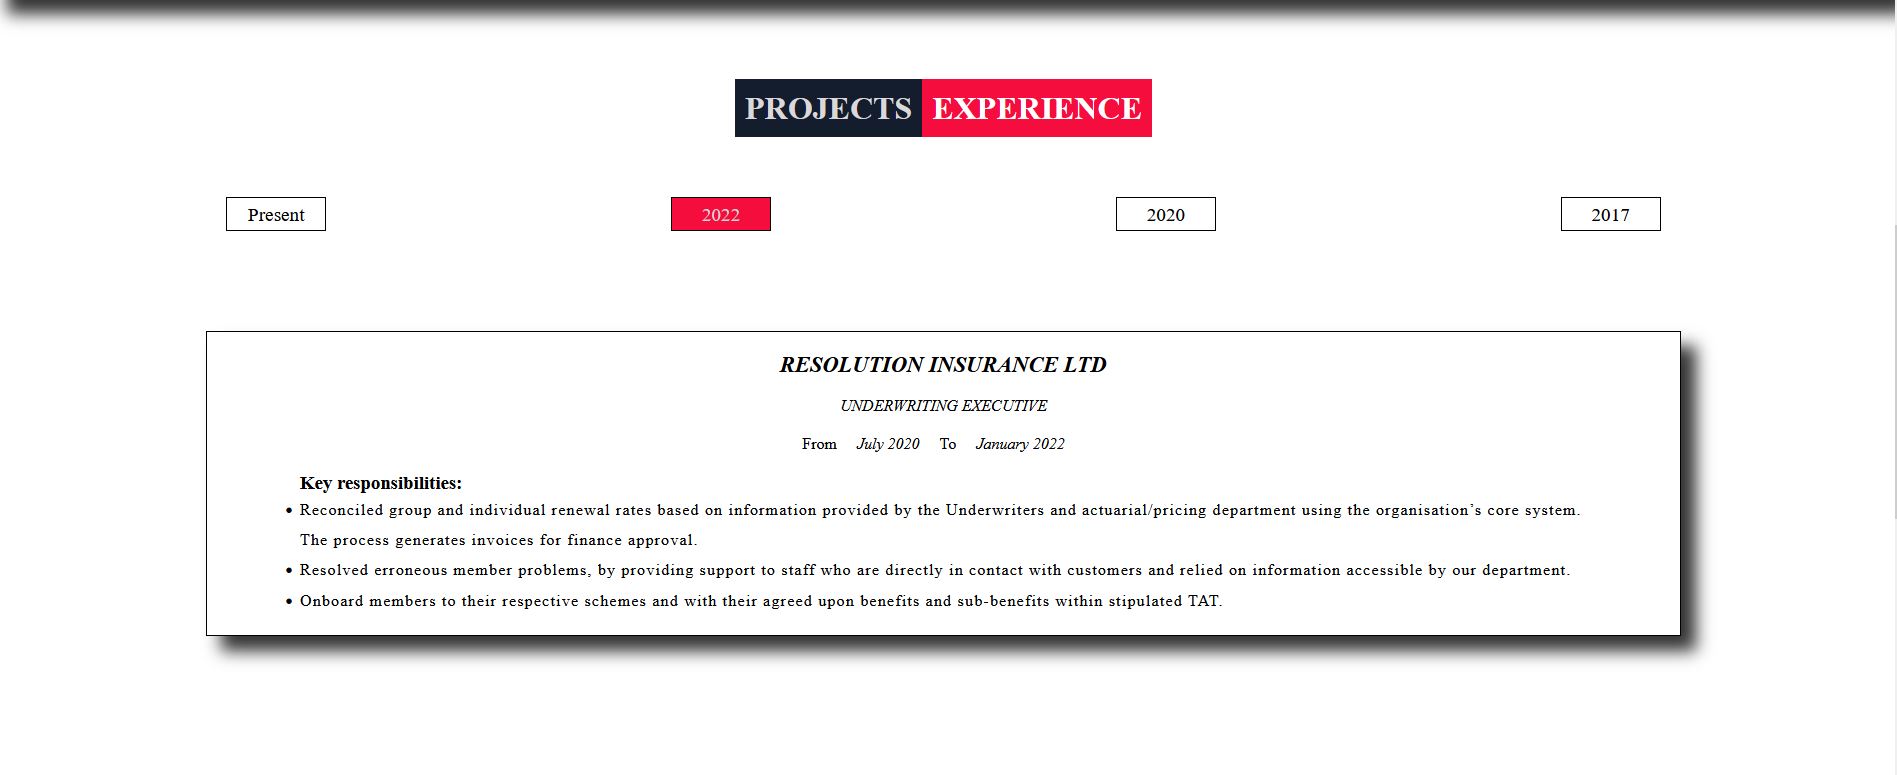 PROJECTS EXPERIENCE
Present 2022 2020 2017
RESOLUTION INSURANCE LTD
UNDERWRITING EXECUTIVE
From July 2020 To January 2022
Key responsibilities:
• Reconciled group and individual renewal rates based on information provided by the Underwriters and actuarial/pricing department using the organisation’s core system.
The process generates invoices for finance approval.
• Resolved erroneous member problems, by providing support to staff who are directly in contact with customers and relied on information accessible by our department.
• Onboard members to their respective schemes and with their agreed upon benefits and sub-benefits within stipulated TAT.